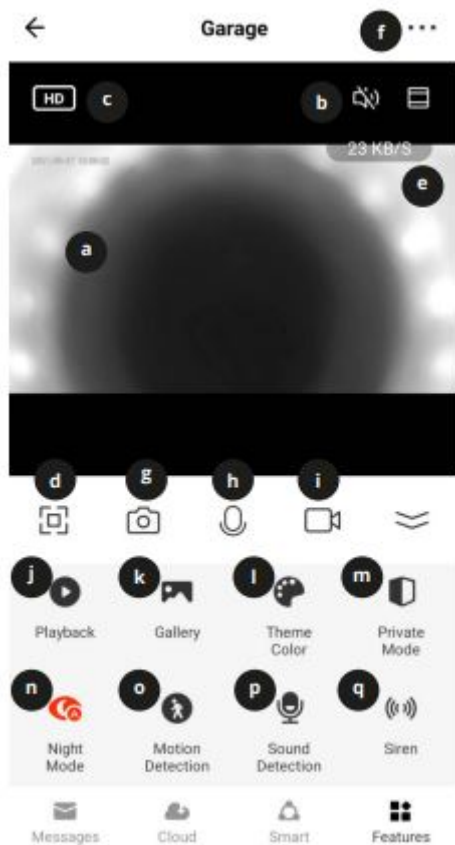 Garage
f
HD
c
b
23 KB/S
e
a
d
g
h
i
j
k
l
m
Playback
Gallery
Theme
Color
Private
Mode
n
o
p
q
Night
Mode
Motion
Detection
Sound
Detection
Siren
Messages
Cloud
Smart
Features